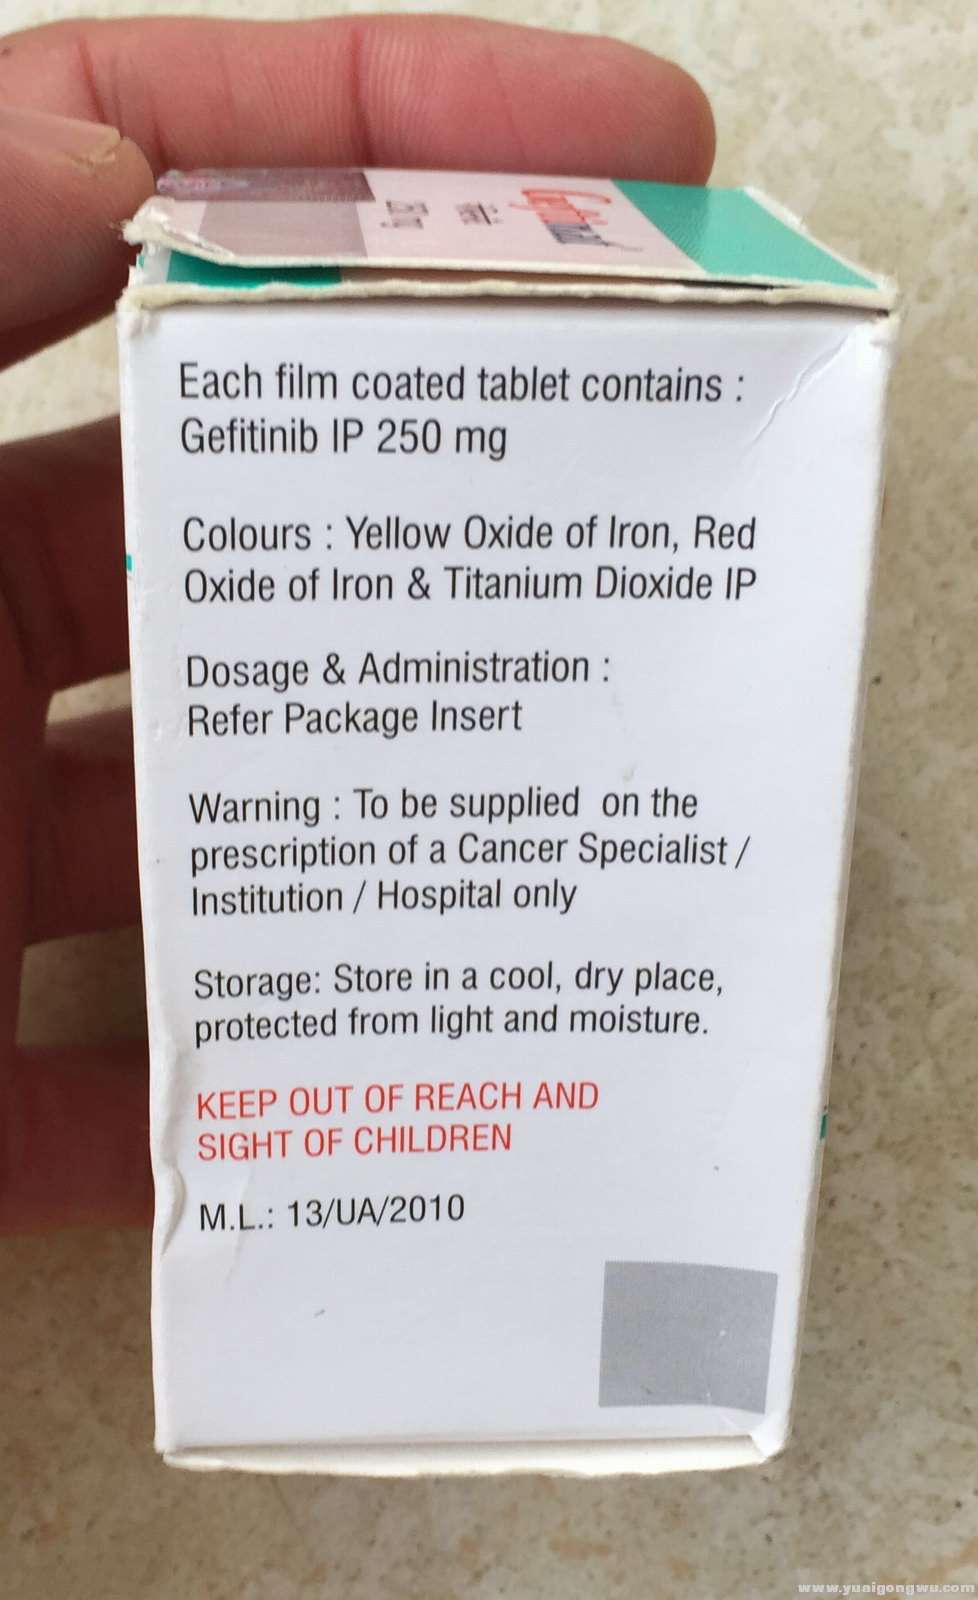 Each film coated tablet contains :
Gefitinib IP 250 mg
Colours : Yellow Oxide of Iron, Red
Oxide of Iron & Titanium Dioxide IP
Dosage & Administration :
Refer Package Insert
Warning : To be supplied on the
prescription of a Cancer Specialist /
Institution / Hospital only
Storage: Store in a cool, dry place,
protected from light and moisture.
KEEP OUT OF REACH AND
SIGHT OF CHILDREN
M.L.: 13/UA/2010
www.yuaigongwu.com